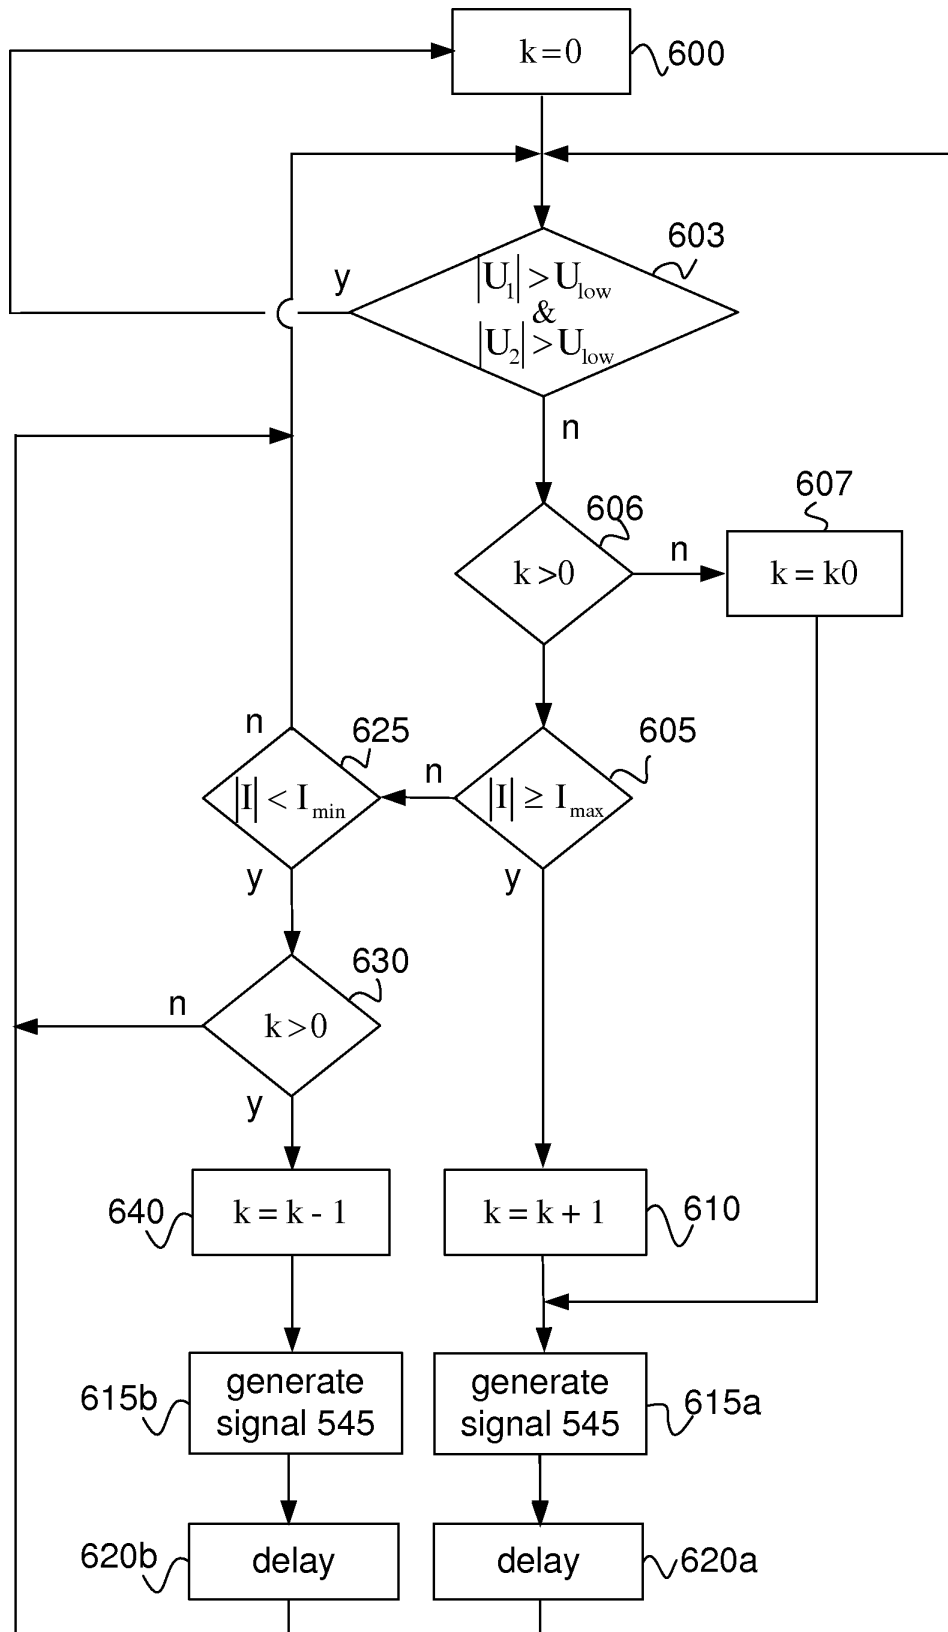 k=0
600
603
y
|U1| > Ulow
&
|U2| > Ulow
n
607
606
k >0
n
k = k0
n
625
605
n
|I| < Imin
|I| ≥ Imax
y
y
630
n
k >0
y
640
k = k - 1
k = k + 1
610
615b
generate
signal 545
generate
signal 545
615a
620b
delay
delay
620a